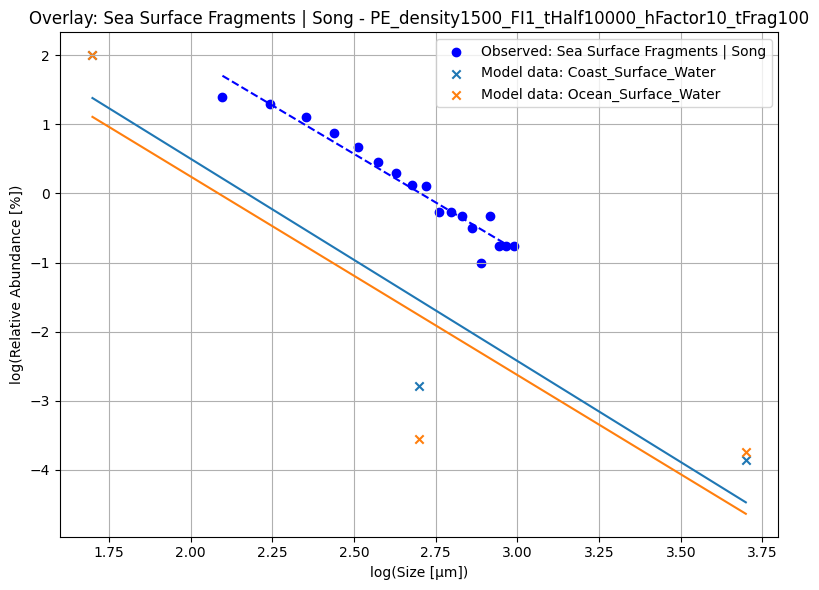 Overlay: Sea Surface Fragments | Song - PE_density1500_FI1_tHalf10000_hFactor10_tFrag100
Observed: Sea Surface Fragments | Song
Model data: Coast_Surface_Water
Model data: Ocean_Surface_Water
log(Relative Abundance [%])
2
1
0
−1
−2
−3
−4
1.75
2.00
2.25
2.50
2.75
3.00
3.25
3.50
3.75
log(Size [µm])